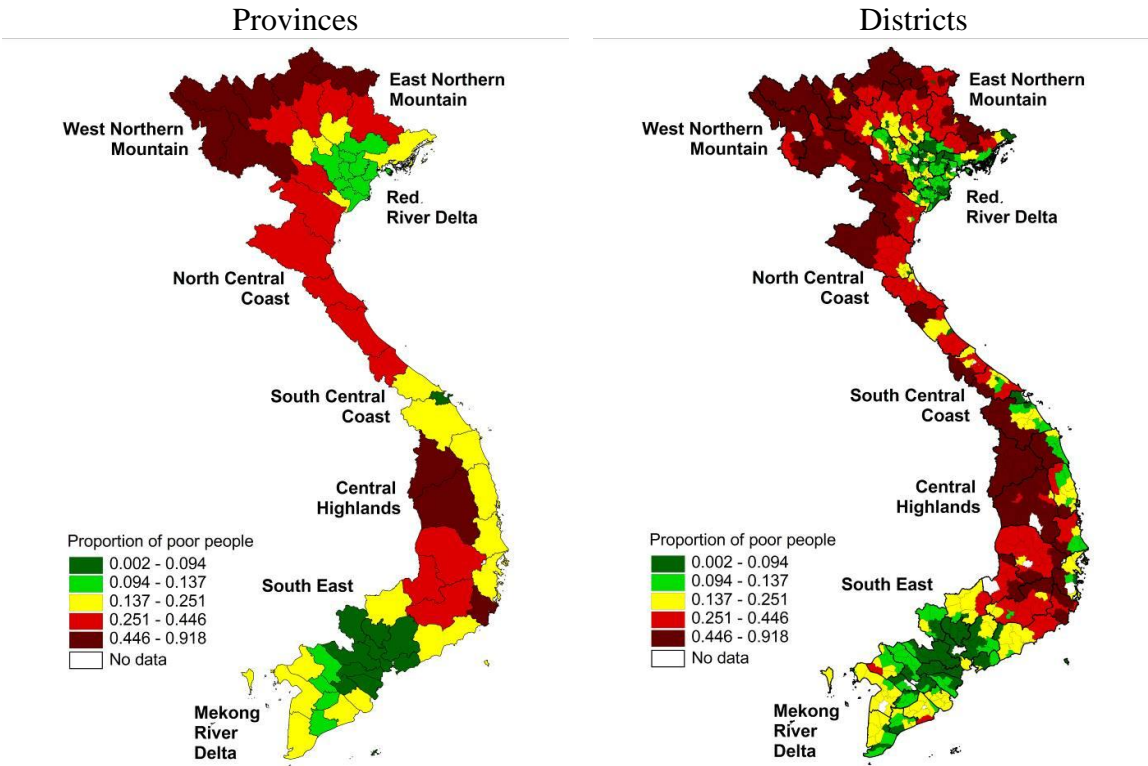 Provinces
East Northern
Mountain
West Northern
Mountain
Red.
River Delta
North Central
Coast
South Central
Coast
Central
Highlands
Proportion of poor people
0.002 - 0.094
0.094 - 0.137
0.137 - 0.251
0.251 - 0.446
0.446 - 0.918
No data
South East
Mekong
River
Delta
Districts
East Northern
Mountain
West Northern
Mountain
Red.
River Delta
North Central
Coast
South Central
Coast
Central
Highlands
Proportion of poor people
0.002 - 0.094
0.094 - 0.137
0.137 - 0.251
0.251 - 0.446
0.446 - 0.918
No data
South East
Mekong
River
Delta